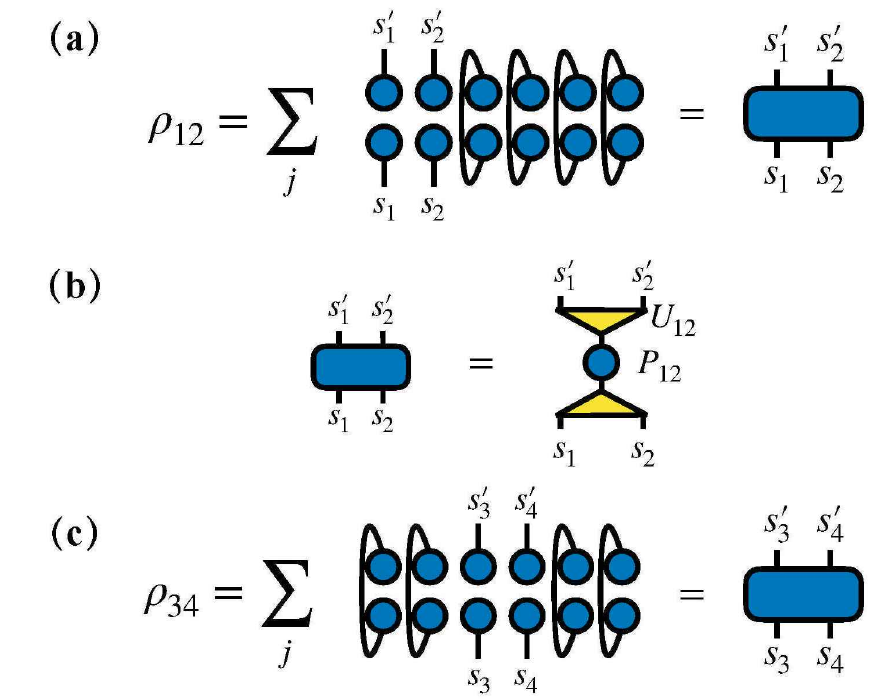 (a)
s′₁ s′₂ s′₁ s′₂
ρ₁₂ = ∑ =
j
s₁ s₂ s₁ s₂
(b)
s′₁ s′₂ = s′₁ s′₂
U₁₂
P₁₂
s₁ s₂ s₁ s₂
(c)
s′₃ s′₄ s′₃ s′₄
ρ₃₄ = ∑ =
j
s₃ s₄ s₃ s₄